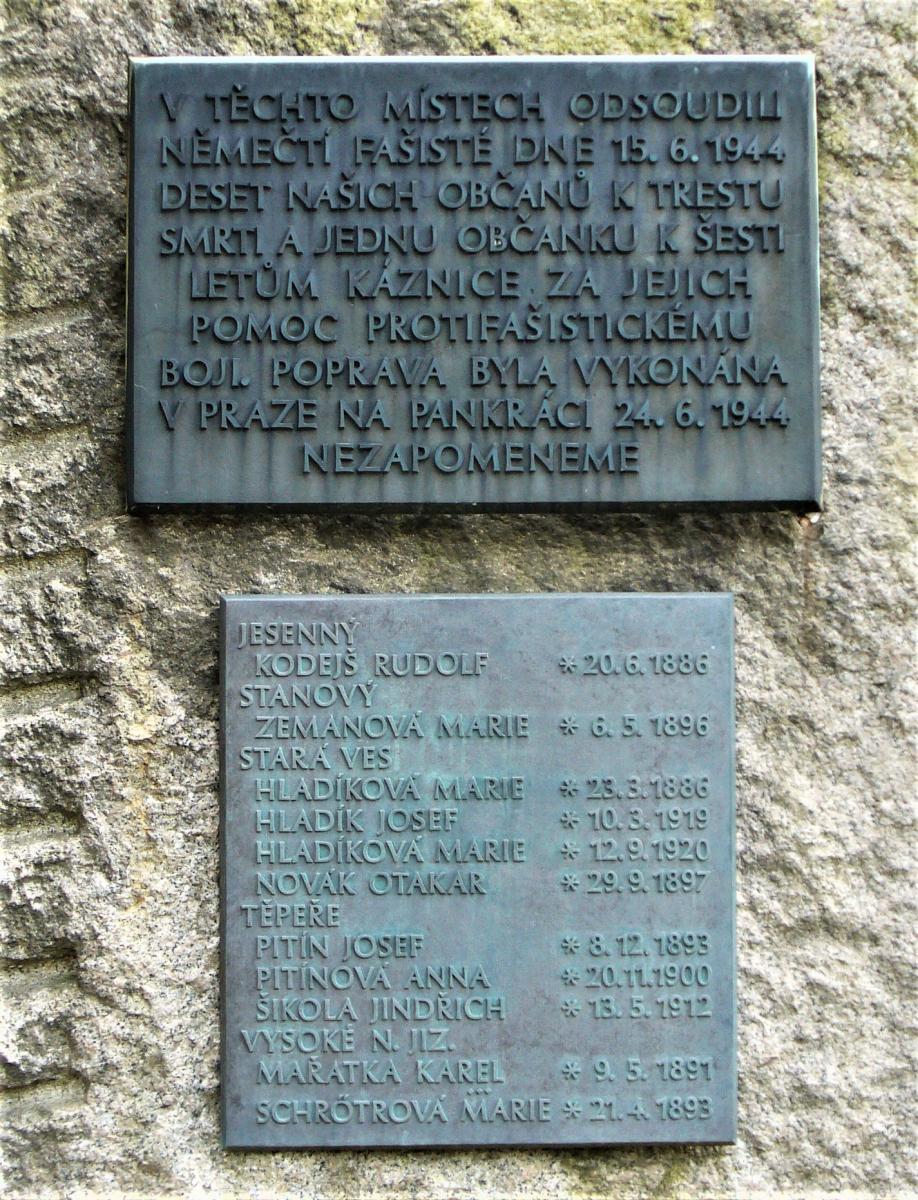 V TĚCHTO MÍSTECH ODSOUDILI
NĚMEČTÍ FAŠISTÉ DNE 15.6.1944
DESET NAŠICH OBČANŮ K TRESTU
SMRTI A JEDNU OBČANKU K ŠESTI
LETŮM KÁZNICE ZA JEJICH
POMOC PROTIFAŠISTICKÉMU
BOJI. POPRAVA BYLA VYKONÁNA
V PRAZE NA PANKRÁCI 24.6.1944
NEZAPOMENEME
JESENNÝ
KODEJŠ RUDOLF *20.6.1886
STANOVÝ
ZEMANOVÁ MARIE * 6.5.1896
STARÁ VES
HLADÍKOVÁ MARIE *23.3.1886
HLADÍK JOSEF *10.3.1919
HLADÍKOVÁ MARIE *12.9.1920
NOVÁK OTAKAR *29.9.1897
TĚPEŘE
PITÍN JOSEF *8.12.1893
PITÍNOVÁ ANNA *20.11.1900
ŠIKOLA JINDŘICH *13.5.1912
VYSOKÉ N. JIZ.
MAŘATKA KAREL * 9.5.1891
SCHRŐTROVÁ MARIE *21.4.1893